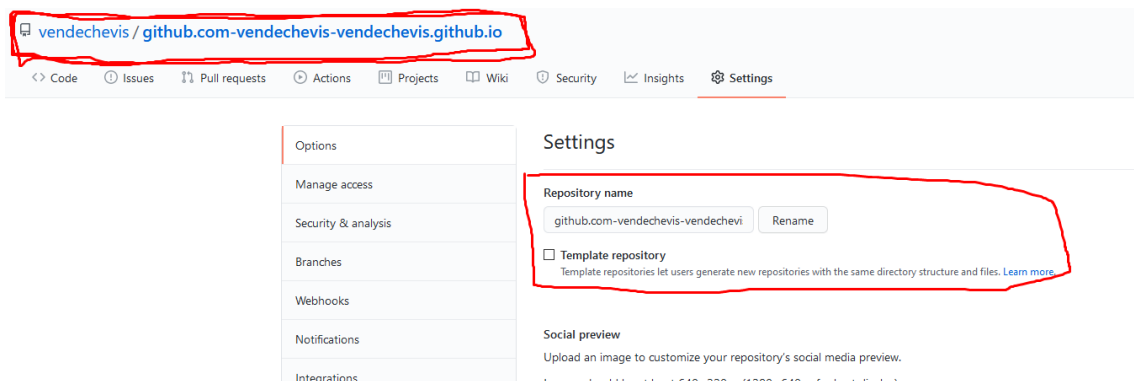 vendechevis / github.com-vendechevis-vendechevis.github.io
Code Issues Pull requests Actions Projects Wiki Security Insights Settings
Options
Manage access
Security & analysis
Branches
Webhooks
Notifications
Integrations
Settings
Repository name
github.com-vendechevis-vendechevi Rename
Template repository
Template repositories let users generate new repositories with the same directory structure and files. Learn more.
Social preview
Upload an image to customize your repository's social media preview.